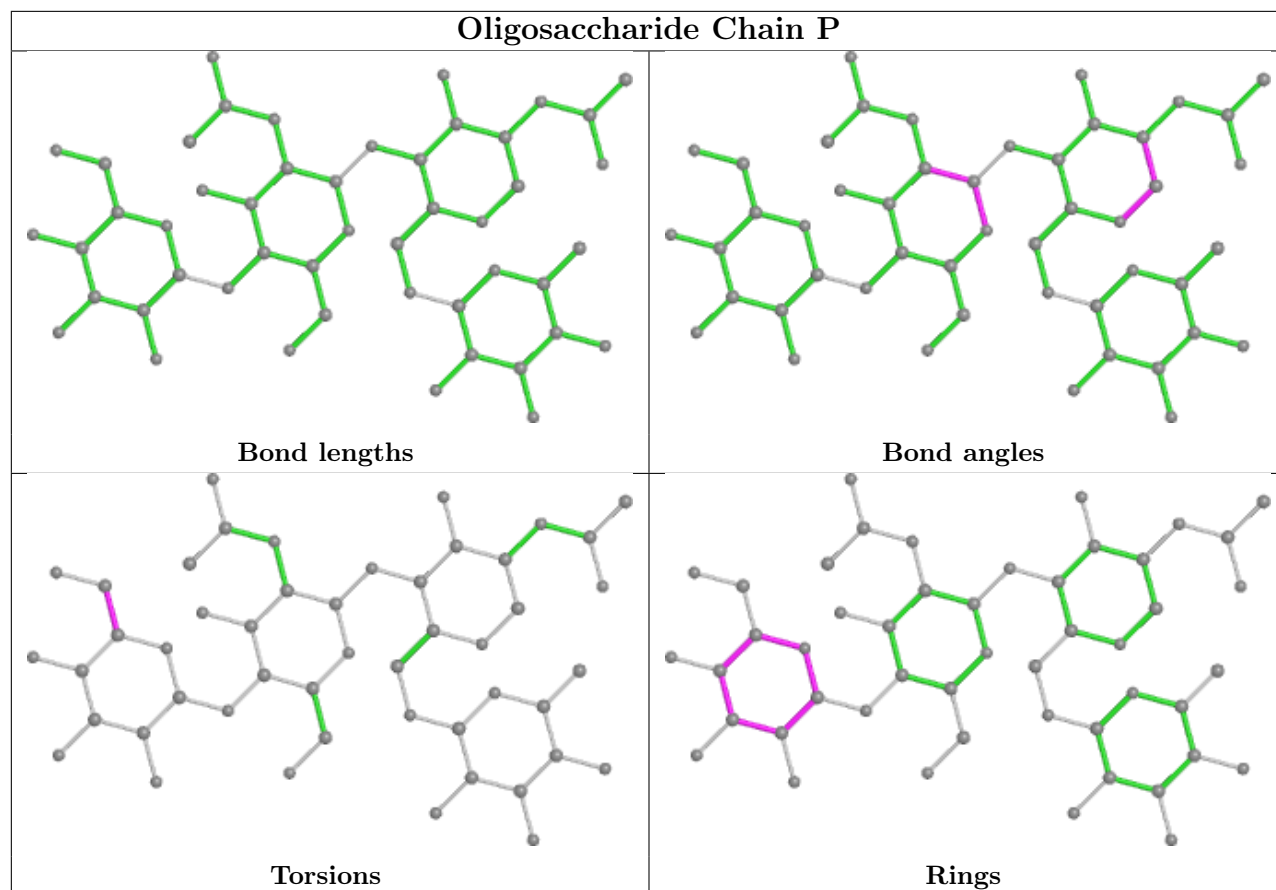 Oligosaccharide Chain P
Bond lengths
Bond angles
Torsions
Rings